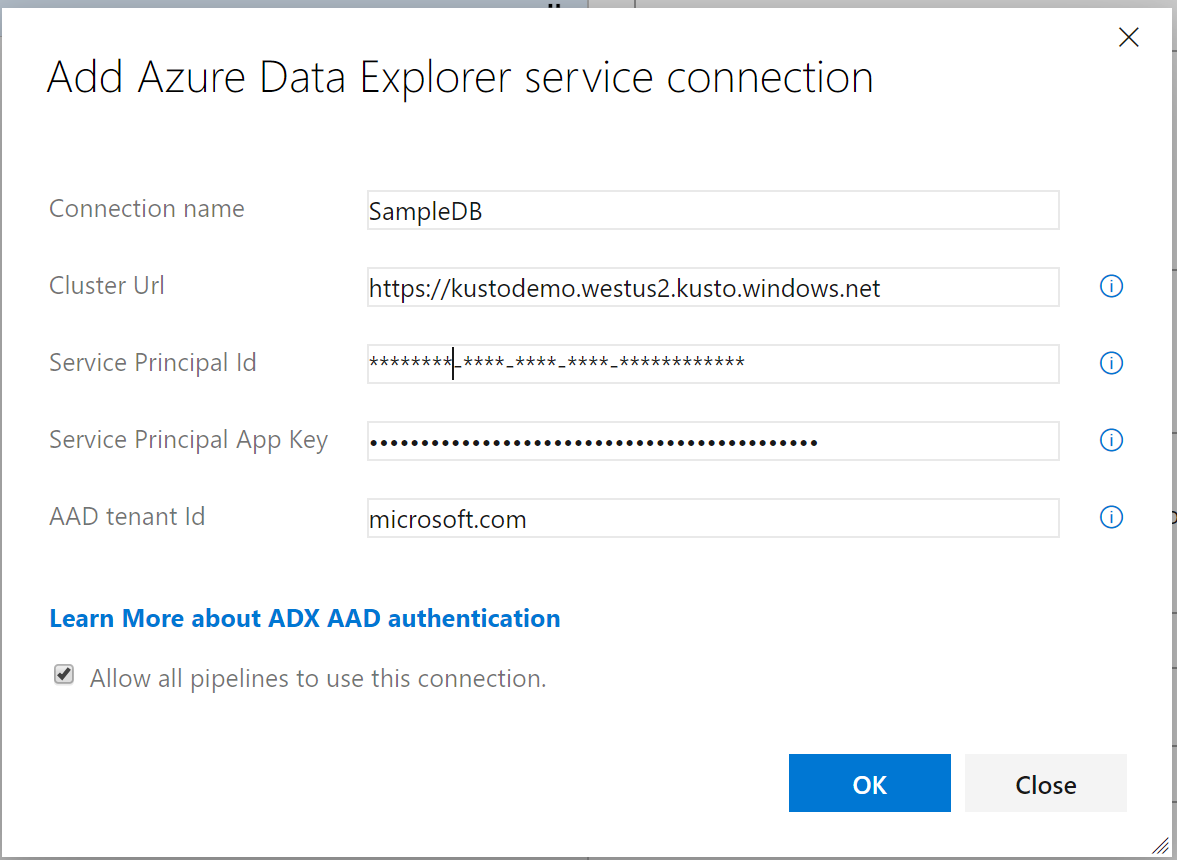 Add Azure Data Explorer service connection
Connection name
SampleDB
Cluster Url
https://kustodemo.westus2.kusto.windows.net
Service Principal Id
********-****-****-****-************
Service Principal App Key
••••••••••••••••••••••••••••••••••••••••••••
AAD tenant Id
microsoft.com
Learn More about ADX AAD authentication
Allow all pipelines to use this connection.
OK
Close